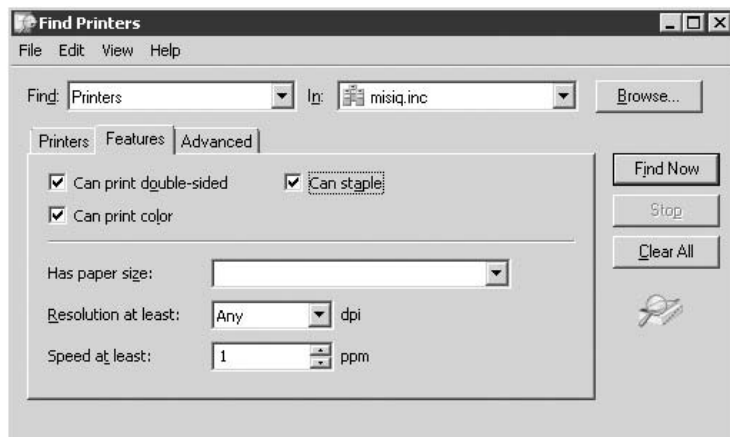 Find Printers
File Edit View Help
Find: Printers In: misiq.inc Browse...
Printers Features Advanced
Can print double-sided Can staple Find Now
Can print color Stop
Clear All
Has paper size:
Resolution at least: Any dpi
Speed at least: 1 ppm